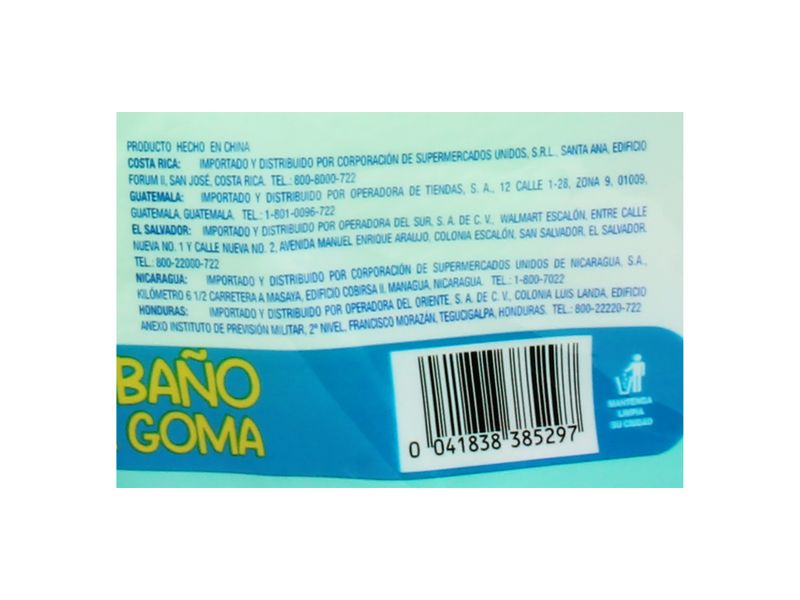 PRODUCTO HECHO EN CHINA
COSTA RICA: IMPORTADO Y DISTRIBUIDO POR CORPORACIÓN DE SUPERMERCADOS UNIDOS, S.R.L., SANTA ANA, EDIFICIO
FORUM II, SAN JOSÉ, COSTA RICA. TEL.: 800-8000-722
GUATEMALA: IMPORTADO Y DISTRIBUIDO POR OPERADORA DE TIENDAS, S. A., 12 CALLE 1-28, ZONA 9, 01009,
GUATEMALA, GUATEMALA. TEL.: 1-801-0096-722
EL SALVADOR: IMPORTADO Y DISTRIBUIDO POR OPERADORA DEL SUR, S. A. DE C. V., WALMART ESCALÓN, ENTRE CALLE
NUEVA NO. 1 Y CALLE NUEVA NO. 2, AVENIDA MANUEL ENRIQUE ARAUJO, COLONIA ESCALÓN, SAN SALVADOR, EL SALVADOR.
TEL.: 800-22000-722
NICARAGUA: IMPORTADO Y DISTRIBUIDO POR CORPORACIÓN DE SUPERMERCADOS UNIDOS DE NICARAGUA, S.A.,
KILÓMETRO 6 1/2 CARRETERA A MASAYA, EDIFICIO COBIRSA II, MANAGUA, NICARAGUA. TEL.: 1-800-7022
HONDURAS: IMPORTADO Y DISTRIBUIDO POR OPERADORA DEL ORIENTE, S. A. DE C. V., COLONIA LUIS LANDA, EDIFICIO
ANEXO INSTITUTO DE PREVISIÓN MILITAR, 2º NIVEL, FRANCISCO MORAZÁN, TEGUCIGALPA, HONDURAS. TEL.: 800-22220-722
BAÑO
GOMA
0 041838 385297
MANTENGA
LIMPIA
SU CIUDAD